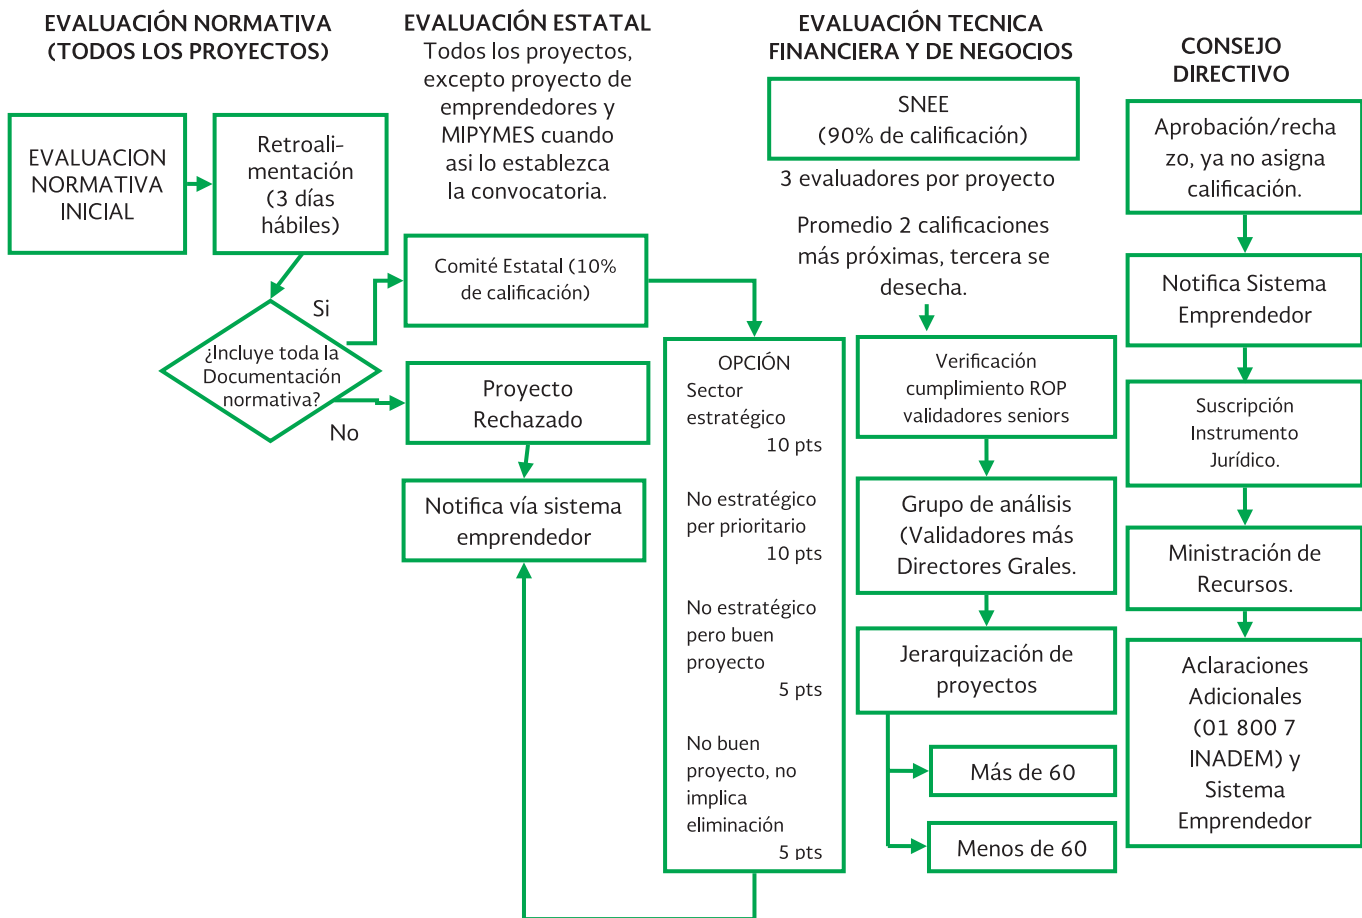 EVALUACIÓN NORMATIVA
(TODOS LOS PROYECTOS)
EVALUACION
NORMATIVA
INICIAL
Retroali-
mentación
(3 días
hábiles)
¿Incluye toda la
Documentación
normativa?
Si
No
EVALUACIÓN ESTATAL
Todos los proyectos,
excepto proyecto de
emprendedores y
MIPYMES cuando
asi lo establezca
la convocatoria.
Comité Estatal (10%
de calificación)
Proyecto
Rechazado
Notifica vía sistema
emprendedor
OPCIÓN
Sector
estratégico
10 pts
No estratégico
per prioritario
10 pts
No estratégico
pero buen
proyecto
5 pts
No buen
proyecto, no
implica
eliminación
5 pts
EVALUACIÓN TECNICA
FINANCIERA Y DE NEGOCIOS
SNEE
(90% de calificación)
3 evaluadores por proyecto
Promedio 2 calificaciones
más próximas, tercera se
desecha.
Verificación
cumplimiento ROP
validadores seniors
Grupo de análisis
(Validadores más
Directores Grales.
Jerarquización de
proyectos
Más de 60
Menos de 60
CONSEJO
DIRECTIVO
Aprobación/recha
zo, ya no asigna
calificación.
Notifica Sistema
Emprendedor
Suscripción
Instrumento
Jurídico.
Ministración de
Recursos.
Aclaraciones
Adicionales
(01 800 7
INADEM) y
Sistema
Emprendedor